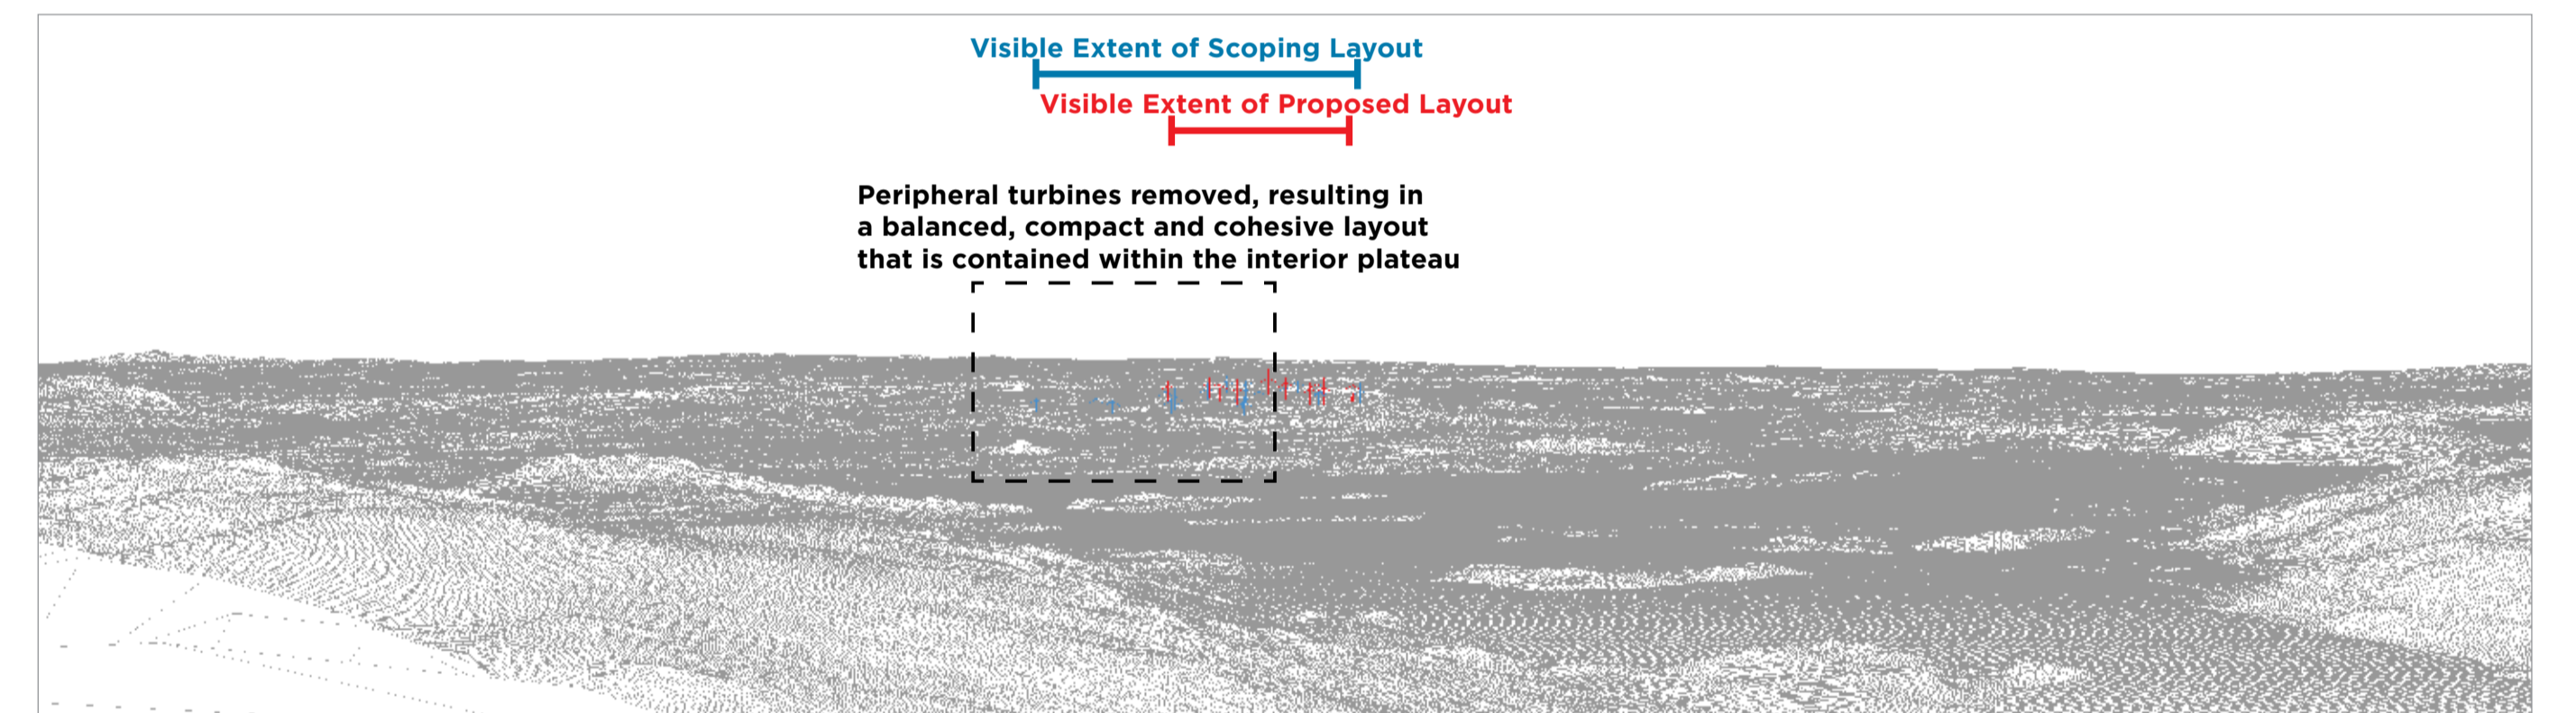 Visible Extent of Scoping Layout
Visible Extent of Proposed Layout
Peripheral turbines removed, resulting in
a balanced, compact and cohesive layout
that is contained within the interior plateau